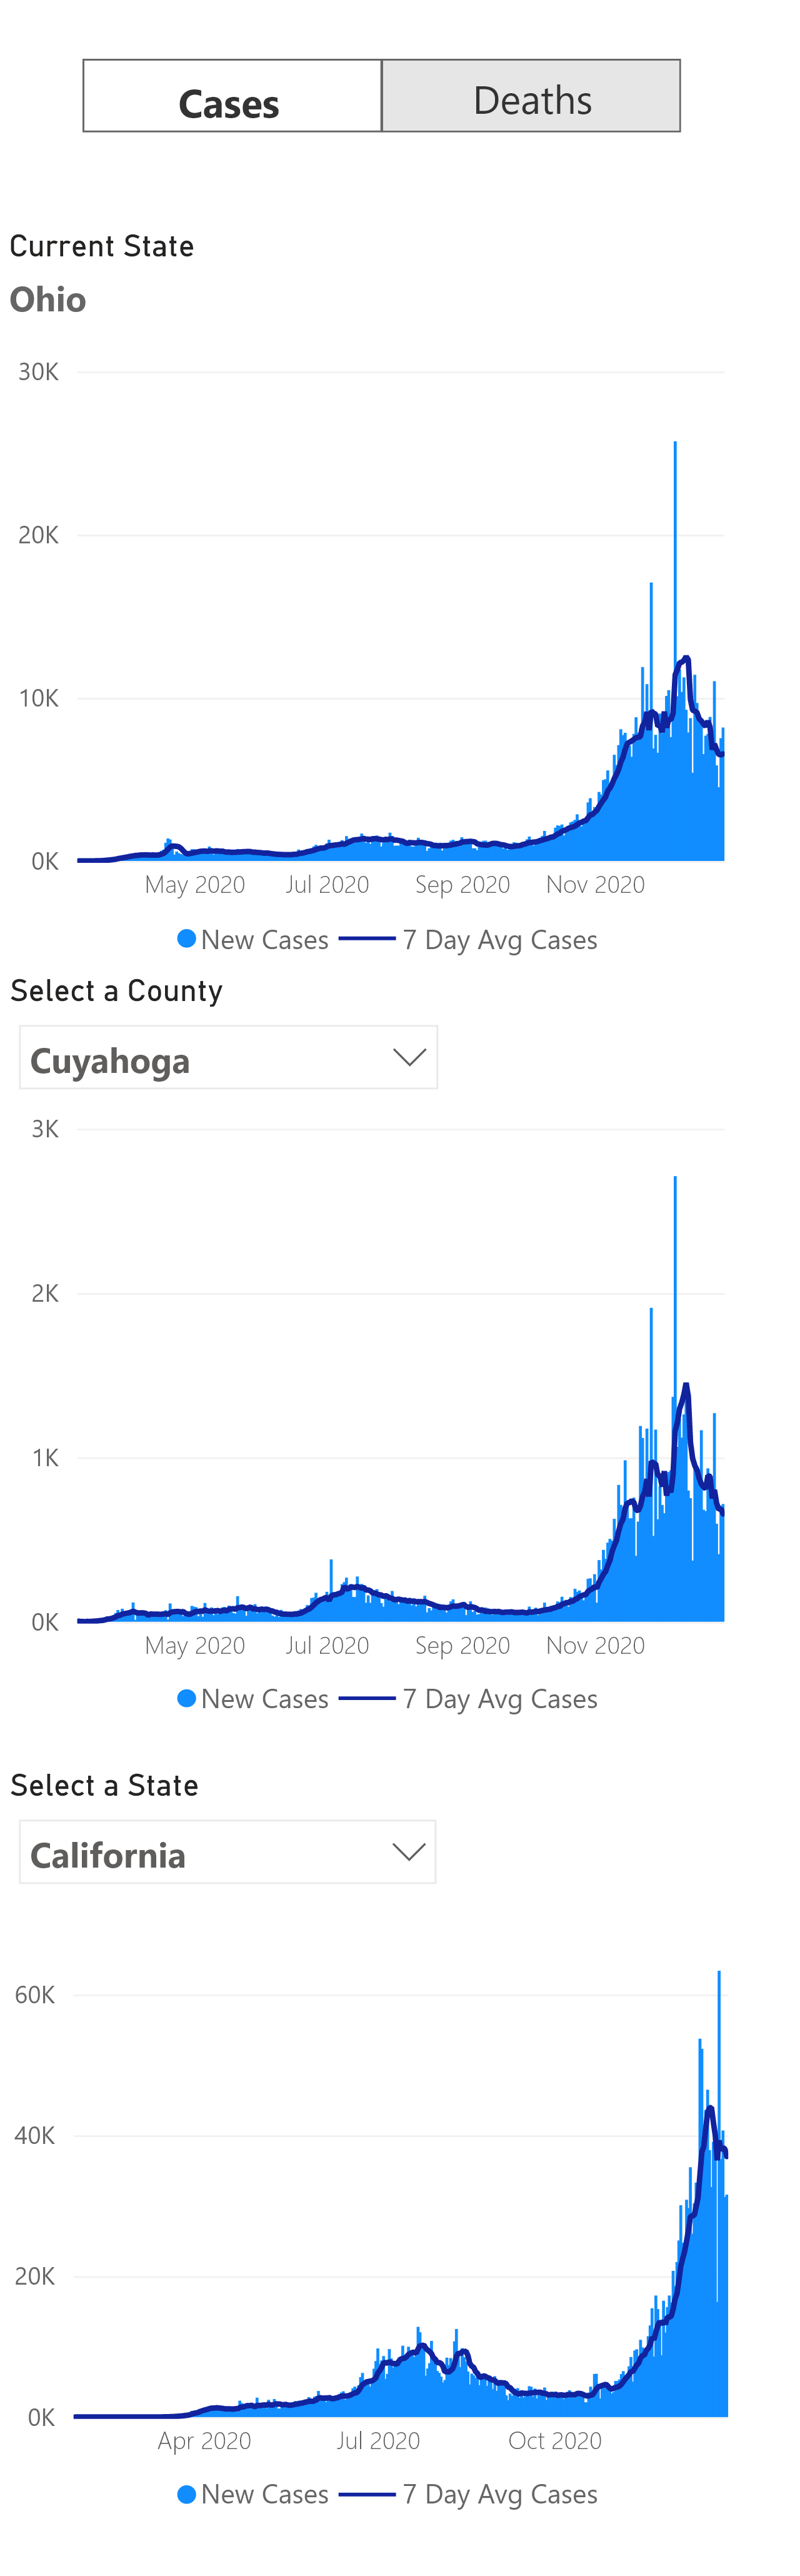 Cases Deaths
Current State
Ohio
30K
20K
10K
0K
May 2020 Jul 2020 Sep 2020 Nov 2020
New Cases 7 Day Avg Cases
Select a County
Cuyahoga
3K
2K
1K
0K
May 2020 Jul 2020 Sep 2020 Nov 2020
New Cases 7 Day Avg Cases
Select a State
California
60K
40K
20K
0K
Apr 2020 Jul 2020 Oct 2020
New Cases 7 Day Avg Cases